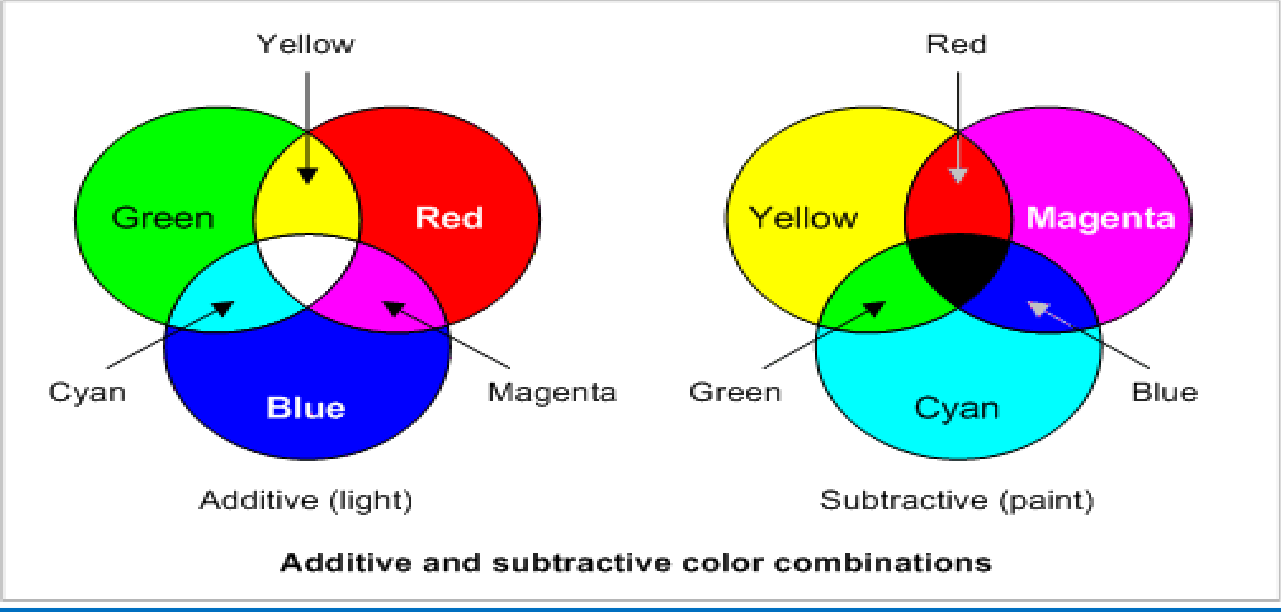 Yellow
Red
Green
Red
Yellow
Magenta
Cyan
Magenta
Green
Blue
Blue
Cyan
Additive (light)
Subtractive (paint)
Additive and subtractive color combinations